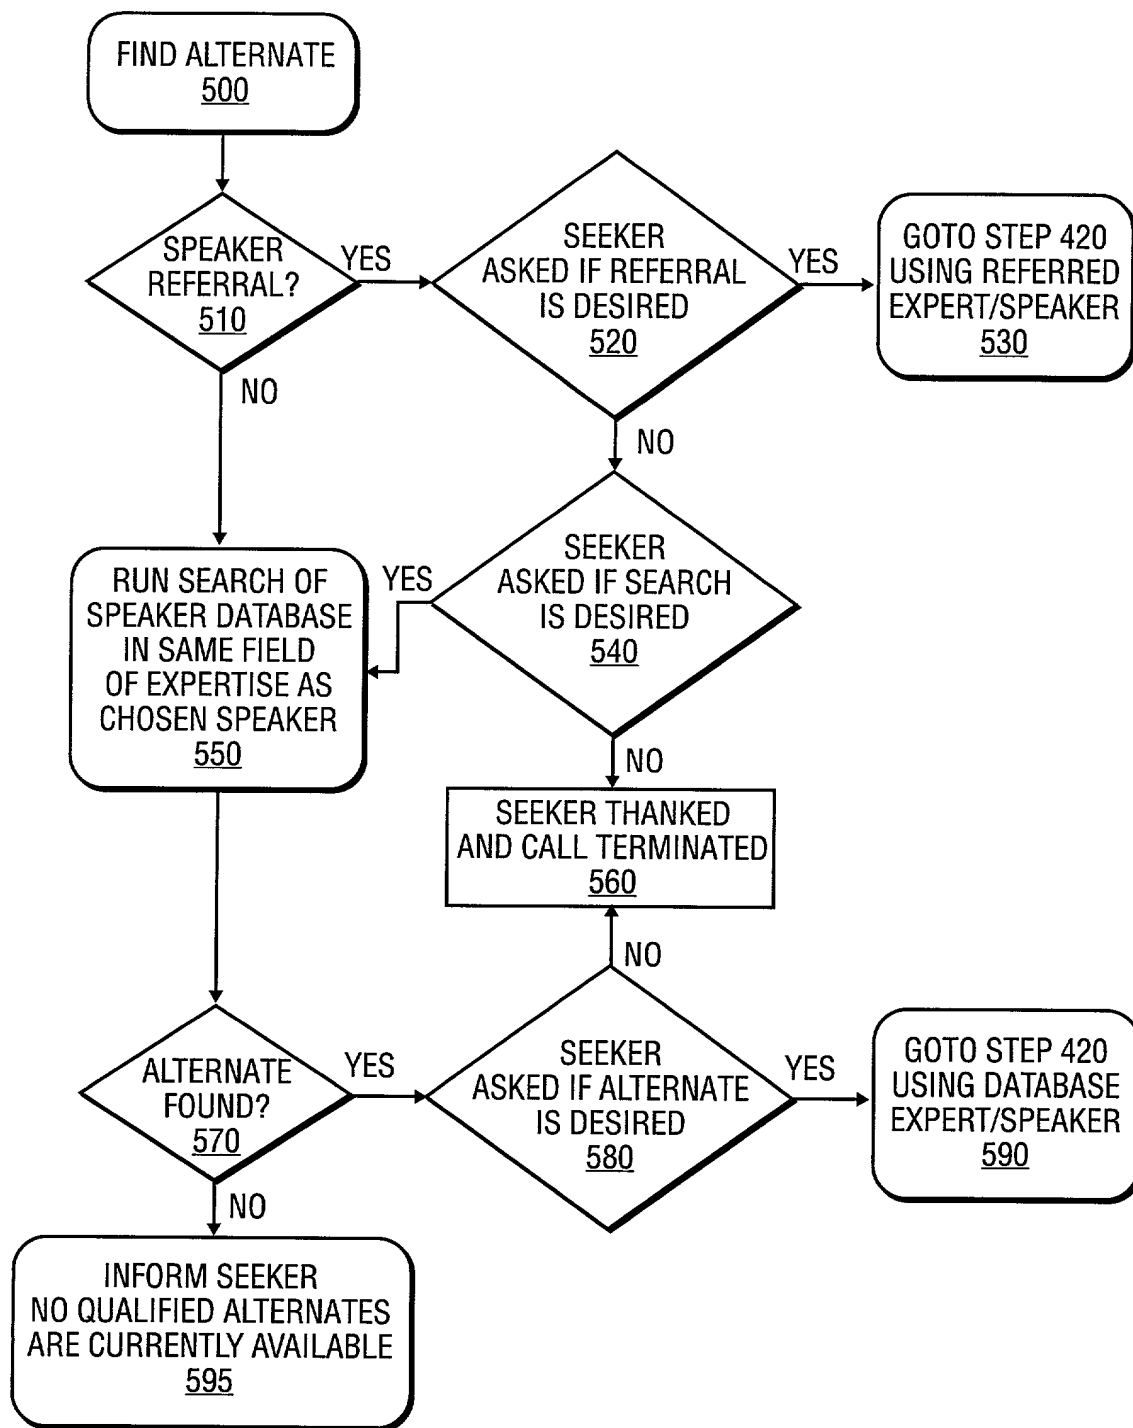 FIND ALTERNATE
500
SPEAKER
REFERRAL?
510
YES
SEEKER
ASKED IF REFERRAL
IS DESIRED
520
YES
GOTO STEP 420
USING REFERRED
EXPERT/SPEAKER
530
NO
NO
SEEKER
ASKED IF SEARCH
IS DESIRED
540
YES
RUN SEARCH OF
SPEAKER DATABASE
IN SAME FIELD
OF EXPERTISE AS
CHOSEN SPEAKER
550
NO
SEEKER THANKED
AND CALL TERMINATED
560
NO
ALTERNATE
FOUND?
570
YES
SEEKER
ASKED IF ALTERNATE
IS DESIRED
580
YES
GOTO STEP 420
USING DATABASE
EXPERT/SPEAKER
590
NO
INFORM SEEKER
NO QUALIFIED ALTERNATES
ARE CURRENTLY AVAILABLE
595